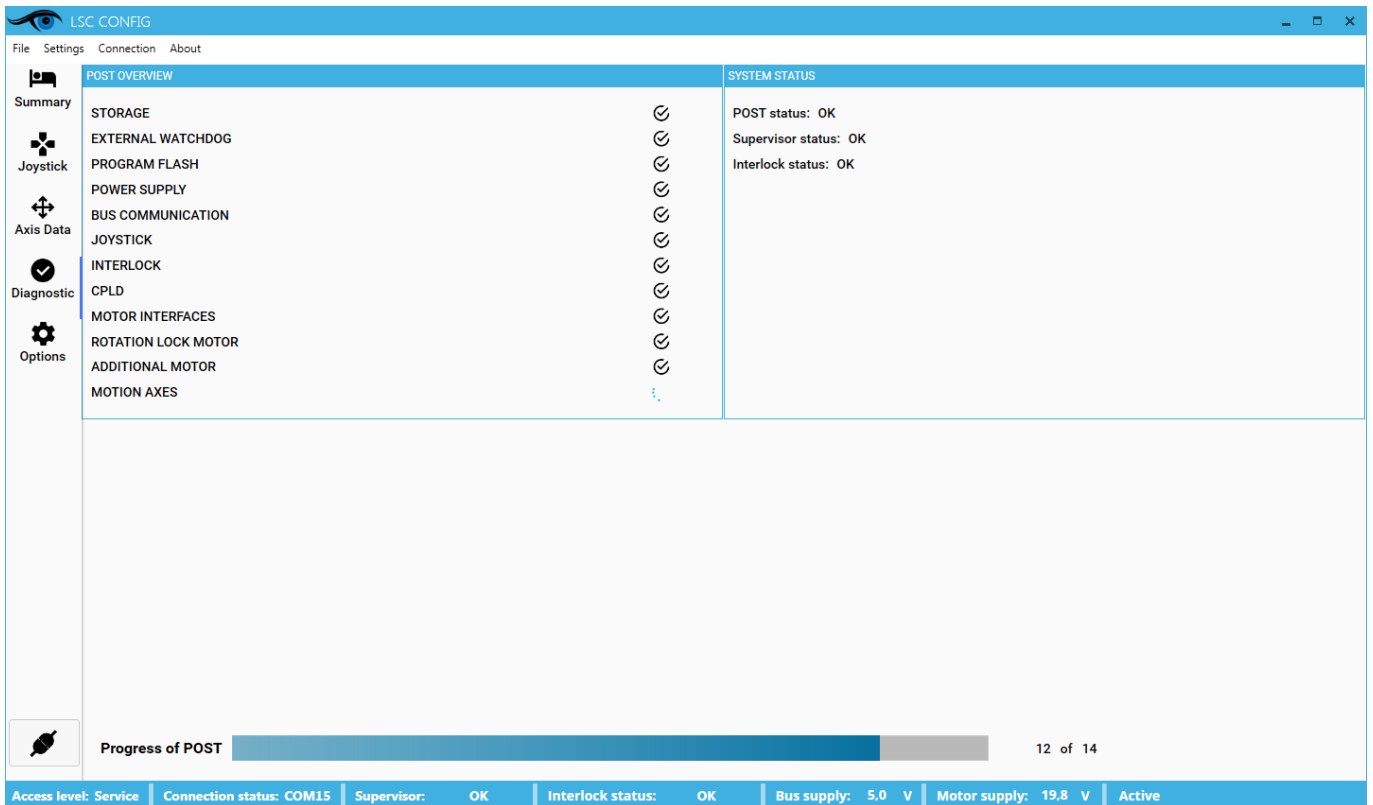 LSC CONFIG
File Settings Connection About
Summary
Joystick
Axis Data
Diagnostic
Options
POST OVERVIEW
STORAGE
EXTERNAL WATCHDOG
PROGRAM FLASH
POWER SUPPLY
BUS COMMUNICATION
JOYSTICK
INTERLOCK
CPLD
MOTOR INTERFACES
ROTATION LOCK MOTOR
ADDITIONAL MOTOR
MOTION AXES
SYSTEM STATUS
POST status: OK
Supervisor status: OK
Interlock status: OK
Progress of POST 12 of 14
Access level: Service Connection status: COM15 Supervisor: OK Interlock status: OK Bus supply: 5,0 V Motor supply: 19,8 V Active